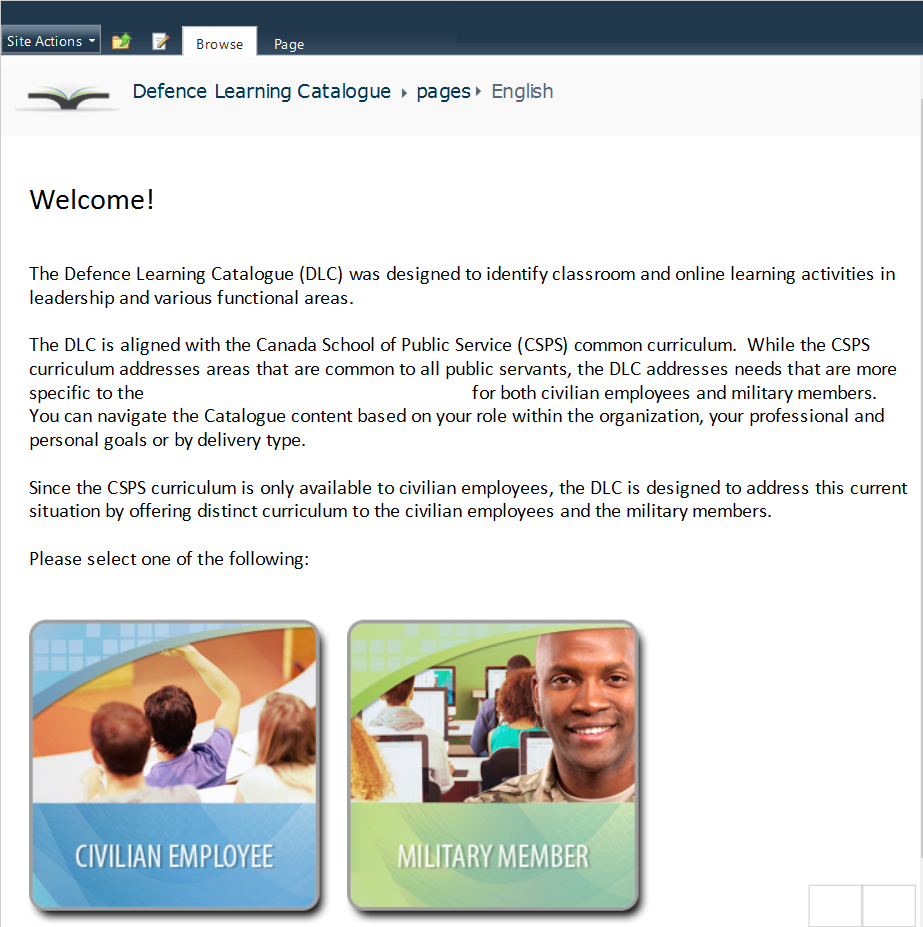 Site Actions
Browse
Page
Defence Learning Catalogue pages English
Welcome!
The Defence Learning Catalogue (DLC) was designed to identify classroom and online learning activities in
leadership and various functional areas.
The DLC is aligned with the Canada School of Public Service (CSPS) common curriculum.  While the CSPS
curriculum addresses areas that are common to all public servants, the DLC addresses needs that are more
specific to the for both civilian employees and military members.
You can navigate the Catalogue content based on your role within the organization, your professional and
personal goals or by delivery type.
Since the CSPS curriculum is only available to civilian employees, the DLC is designed to address this current
situation by offering distinct curriculum to the civilian employees and the military members.
Please select one of the following:
CIVILIAN EMPLOYEE
MILITARY MEMBER